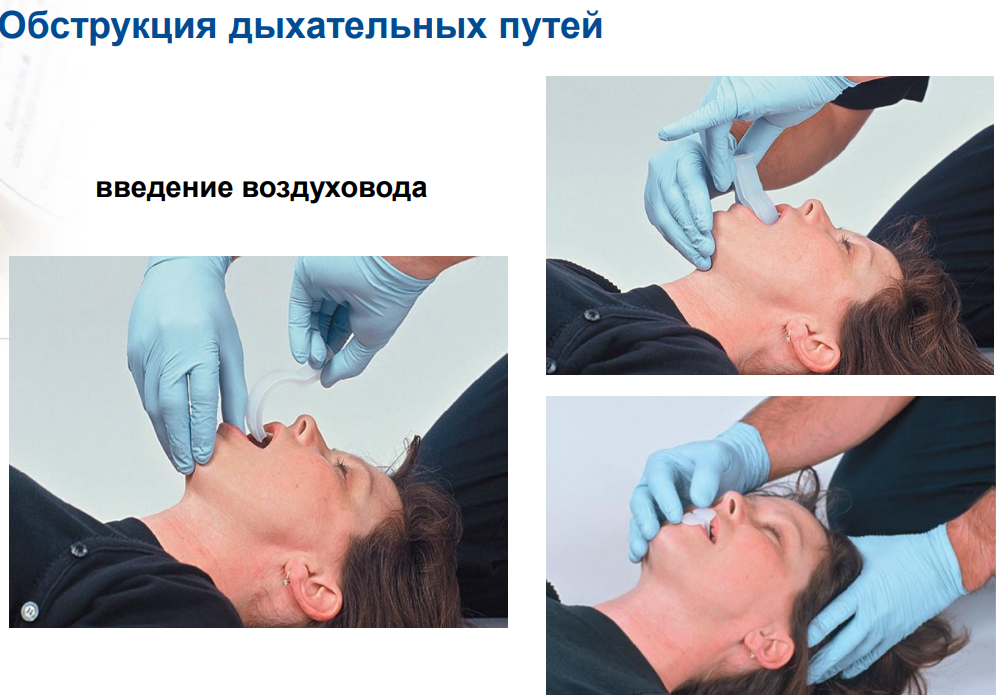 Обструкция дыхательных путей
введение воздуховода